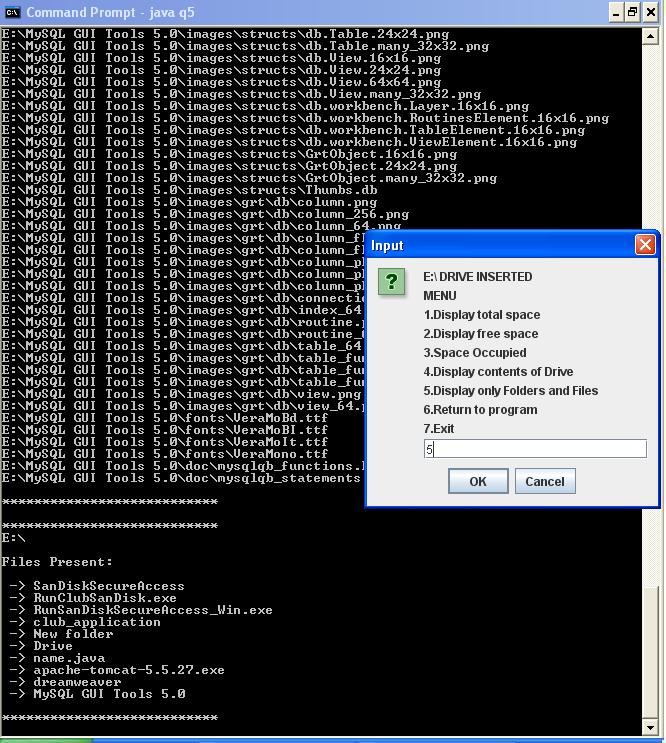 Command Prompt - java q5
E:\MySQL GUI Tools 5.0\images\structs\db.Table.24x24.png
E:\MySQL GUI Tools 5.0\images\structs\db.Table.many_32x32.png
E:\MySQL GUI Tools 5.0\images\structs\db.View.16x16.png
E:\MySQL GUI Tools 5.0\images\structs\db.View.24x24.png
E:\MySQL GUI Tools 5.0\images\structs\db.View.64x64.png
E:\MySQL GUI Tools 5.0\images\structs\db.View.many_32x32.png
E:\MySQL GUI Tools 5.0\images\structs\db.workbench.Layer.16x16.png
E:\MySQL GUI Tools 5.0\images\structs\db.workbench.RoutinesElement.16x16.png
E:\MySQL GUI Tools 5.0\images\structs\db.workbench.TableElement.16x16.png
E:\MySQL GUI Tools 5.0\images\structs\db.workbench.ViewElement.16x16.png
E:\MySQL GUI Tools 5.0\images\structs\GrtObject.16x16.png
E:\MySQL GUI Tools 5.0\images\structs\GrtObject.24x24.png
E:\MySQL GUI Tools 5.0\images\structs\GrtObject.many_32x32.png
E:\MySQL GUI Tools 5.0\images\structs\Thumbs.db
E:\MySQL GUI Tools 5.0\images\grt\db\column.png
E:\MySQL GUI Tools 5.0\images\grt\db\column_256.png
E:\MySQL GUI Tools 5.0\images\grt\db\column_64.png
E:\MySQL GUI Tools 5.0\images\grt\db\column_f
E:\MySQL GUI Tools 5.0\images\grt\db\column_f
E:\MySQL GUI Tools 5.0\images\grt\db\column_p
E:\MySQL GUI Tools 5.0\images\grt\db\column_p
E:\MySQL GUI Tools 5.0\images\grt\db\column_p
E:\MySQL GUI Tools 5.0\images\grt\db\connectio
E:\MySQL GUI Tools 5.0\images\grt\db\index_64
E:\MySQL GUI Tools 5.0\images\grt\db\routine.
E:\MySQL GUI Tools 5.0\images\grt\db\routine_
E:\MySQL GUI Tools 5.0\images\grt\db\table_64
E:\MySQL GUI Tools 5.0\images\grt\db\table_fu
E:\MySQL GUI Tools 5.0\images\grt\db\table_fu
E:\MySQL GUI Tools 5.0\images\grt\db\table_fu
E:\MySQL GUI Tools 5.0\images\grt\db\view.png
E:\MySQL GUI Tools 5.0\images\grt\db\view_64.
E:\MySQL GUI Tools 5.0\fonts\VeraMoBd.ttf
E:\MySQL GUI Tools 5.0\fonts\VeraMoBI.ttf
E:\MySQL GUI Tools 5.0\fonts\VeraMoIt.ttf
E:\MySQL GUI Tools 5.0\fonts\VeraMono.ttf
E:\MySQL GUI Tools 5.0\doc\mysqlqb_functions.
E:\MySQL GUI Tools 5.0\doc\mysqlqb_statements
****************************
****************************
E:\
Files Present:
-> SanDiskSecureAccess
-> RunClubSanDisk.exe
-> RunSanDiskSecureAccess_Win.exe
-> club_application
-> New folder
-> Drive
-> name.java
-> apache-tomcat-5.5.27.exe
-> dreamweaver
-> MySQL GUI Tools 5.0
****************************
Input
E:\ DRIVE INSERTED
MENU
1.Display total space
2.Display free space
3.Space Occupied
4.Display contents of Drive
5.Display only Folders and Files
6.Return to program
7.Exit
5
OK
Cancel